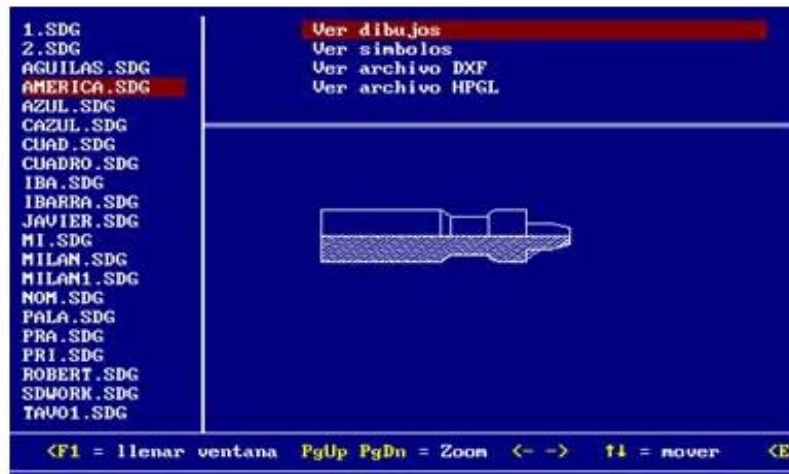 1.SDG
2.SDG
AGUILAS.SDG
AMERICA.SDG
AZUL.SDG
CAZUL.SDG
CUAD.SDG
CUADRO.SDG
IBA.SDG
IBARRA.SDG
JAVIER.SDG
MI.SDG
MILAN.SDG
MILAN1.SDG
NOM.SDG
PALA.SDG
PRA.SDG
PRI.SDG
ROBERT.SDG
SDWORK.SDG
TAVO1.SDG
Ver dibujos
Ver simbolos
Ver archivo DXF
Ver archivo HPGL
<F1 = llenar ventana PgUp PgDn = Zoom <- -> ↑↓ = mover <E